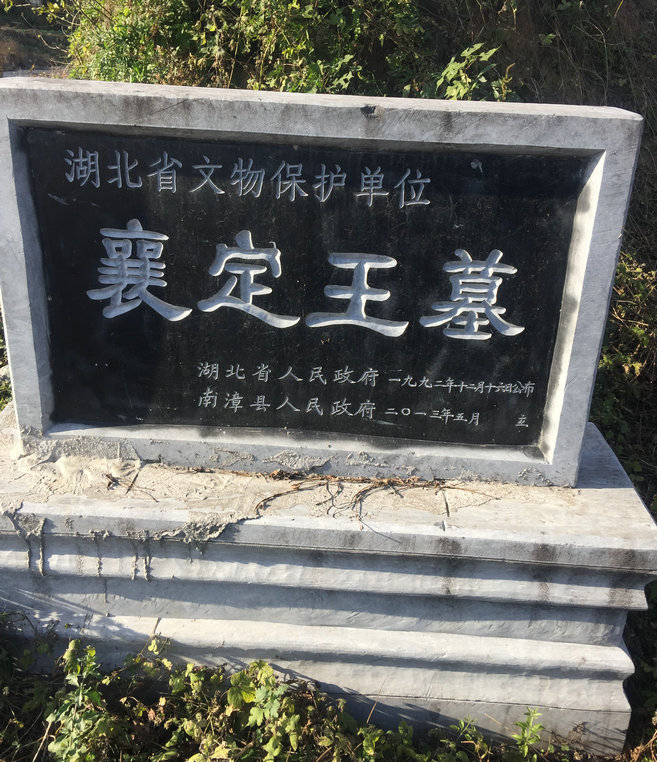 湖北省文物保护单位
襄定王墓
湖北省人民政府 一九九二年十二月十六日公布
南漳县人民政府 二〇一三年五月 立